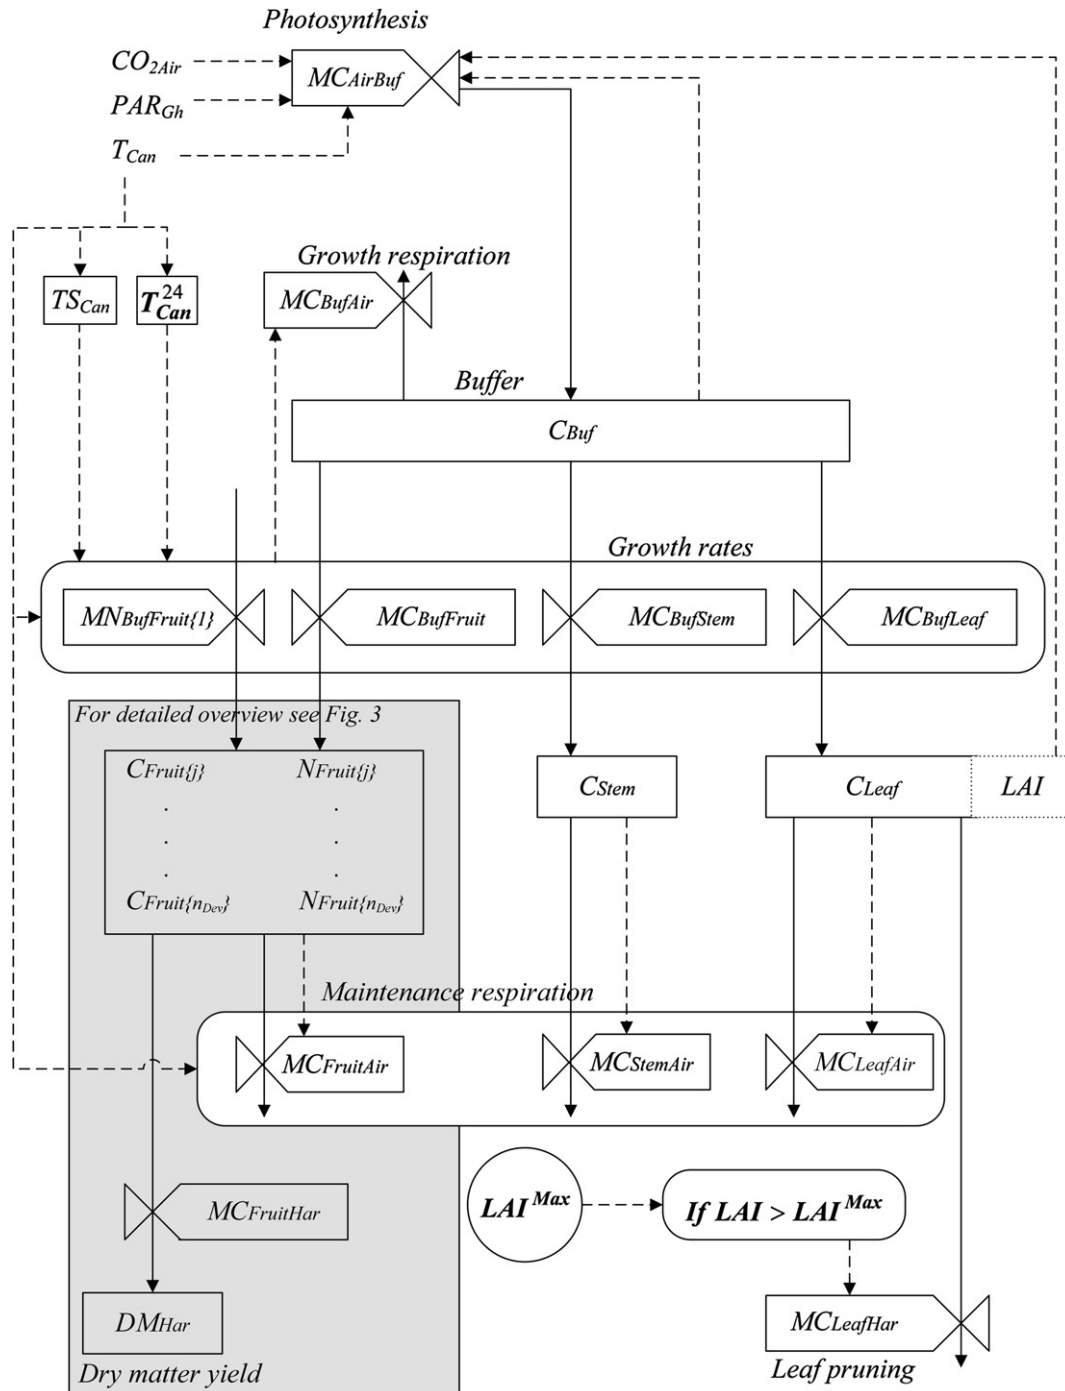 Photosynthesis
CO2Air
MCAirBuf
PARGh
TCan
Growth respiration
TSCan
T24Can
MCBufAir
Buffer
CBuf
Growth rates
MNBufFruit{1}
MCBufFruit
MCBufStem
MCBufLeaf
For detailed overview see Fig. 3
CFruit{j}
NFruit{j}
CStem
CLeaf
LAI
.
.
.
.
.
.
CFruit{nDev}
NFruit{nDev}
Maintenance respiration
MCFruitAir
MCStemAir
MCLeafAir
LAIMax
If LAI > LAIMax
MCFruitHar
DMHar
MCLeafHar
Dry matter yield
Leaf pruning